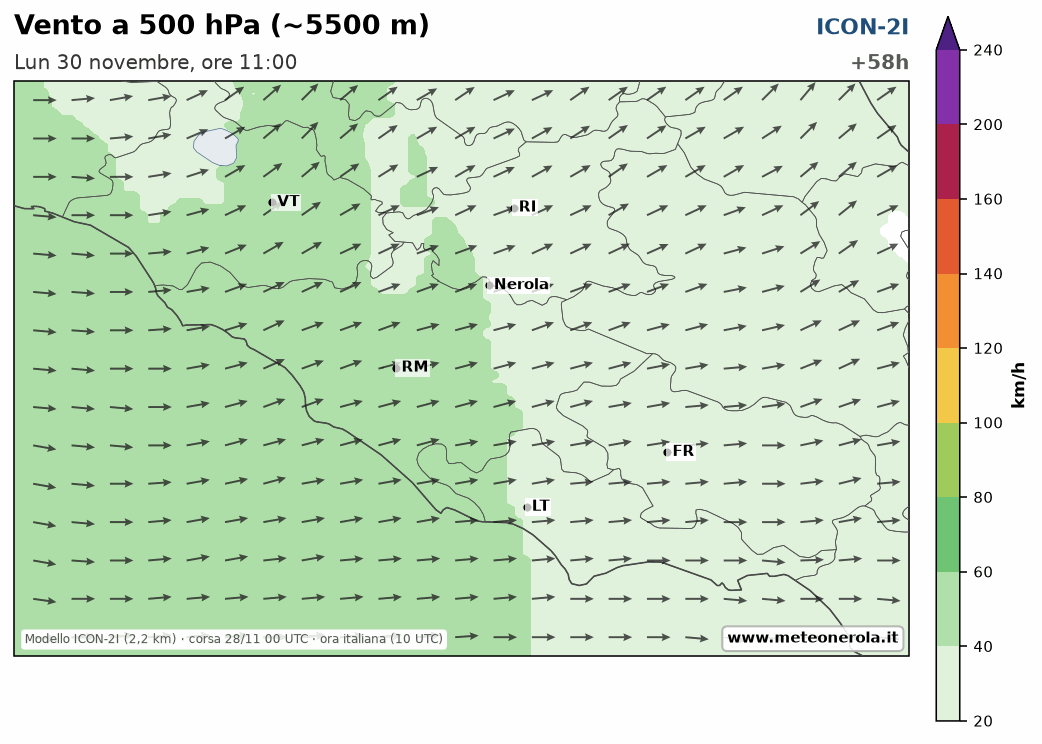 Vento a 500 hPa (~5500 m)
ICON-2I
Lun 30 novembre, ore 11:00
+58h
240
200
160
140
120
100
80
60
40
20
km/h
VT
RI
Nerola
RM
FR
LT
Modello ICON-2I (2,2 km) · corsa 28/11 00 UTC · ora italiana (10 UTC)
www.meteonerola.it